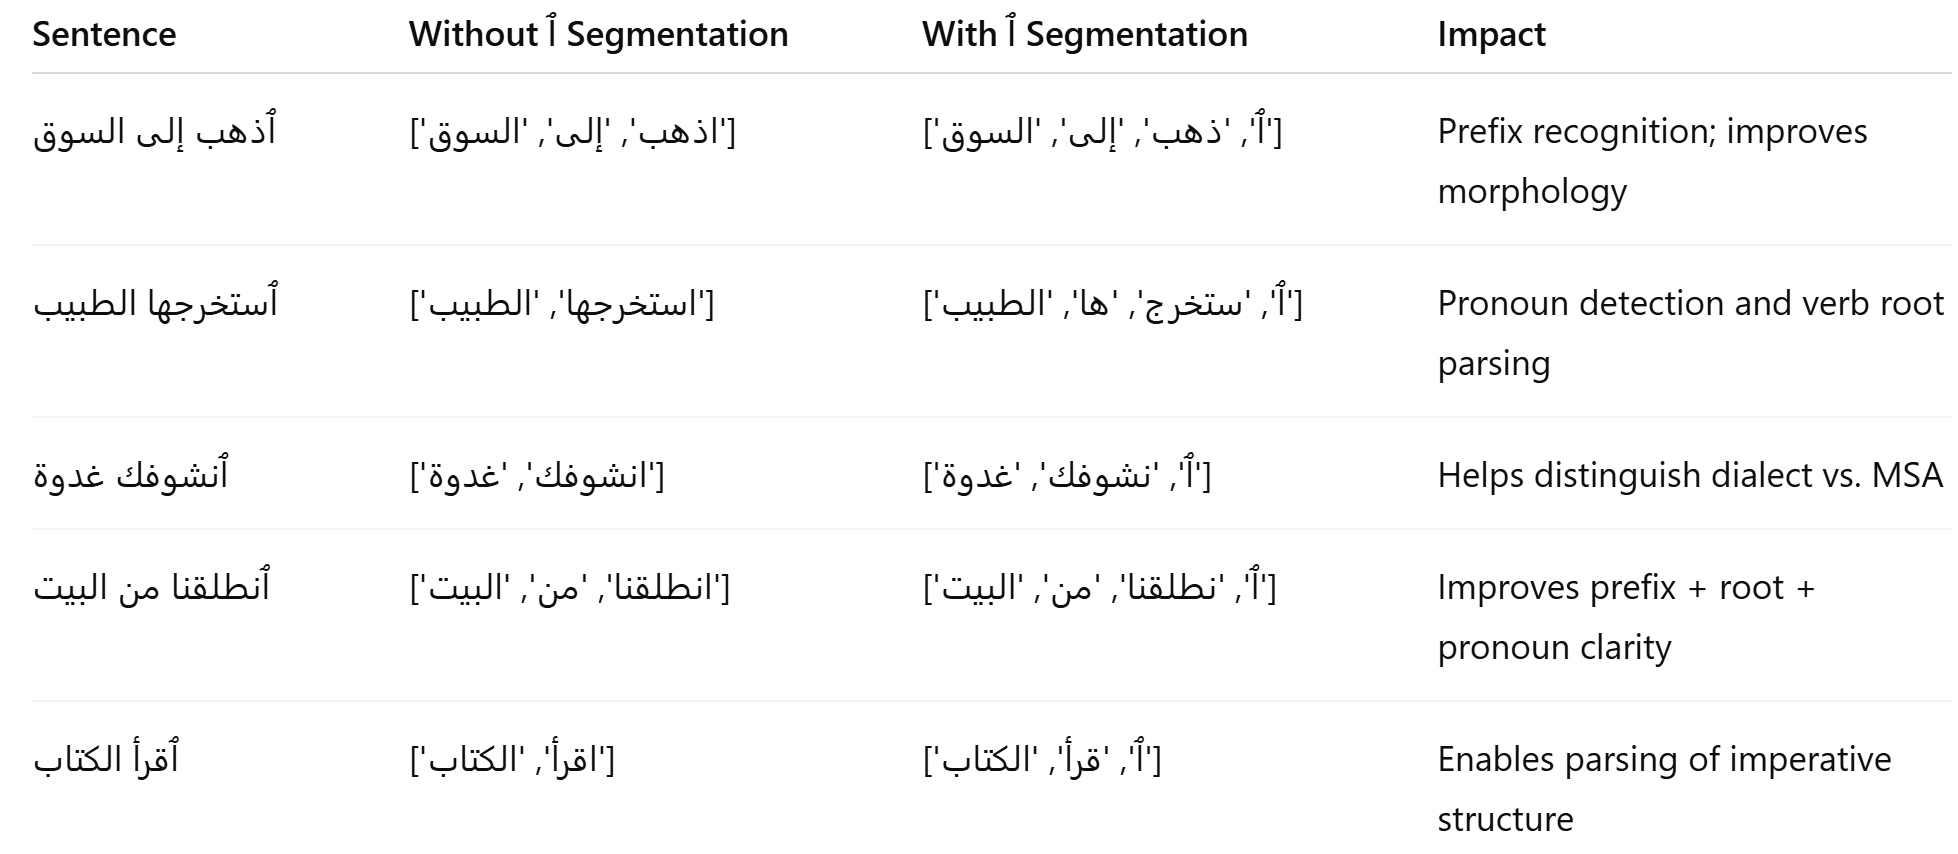 Sentence Without ٱ Segmentation With ٱ Segmentation Impact
ٱذهب إلى السوق ['اذهب', 'إلى', 'السوق'] ['ٱ', 'ذهب', 'إلى', 'السوق'] Prefix recognition; improves
morphology
ٱستخرجها الطبيب ['استخرجها', 'الطبيب'] ['ٱ', 'ستخرج', 'ها', 'الطبيب'] Pronoun detection and verb root
parsing
ٱنشوفك غدوة ['انشوفك', 'غدوة'] ['ٱ', 'نشوفك', 'غدوة'] Helps distinguish dialect vs. MSA
ٱنطلقنا من البيت ['انطلقنا', 'من', 'البيت'] ['ٱ', 'نطلقنا', 'من', 'البيت'] Improves prefix + root +
pronoun clarity
ٱقرأ الكتاب ['اقرأ', 'الكتاب'] ['ٱ', 'قرأ', 'الكتاب'] Enables parsing of imperative
structure